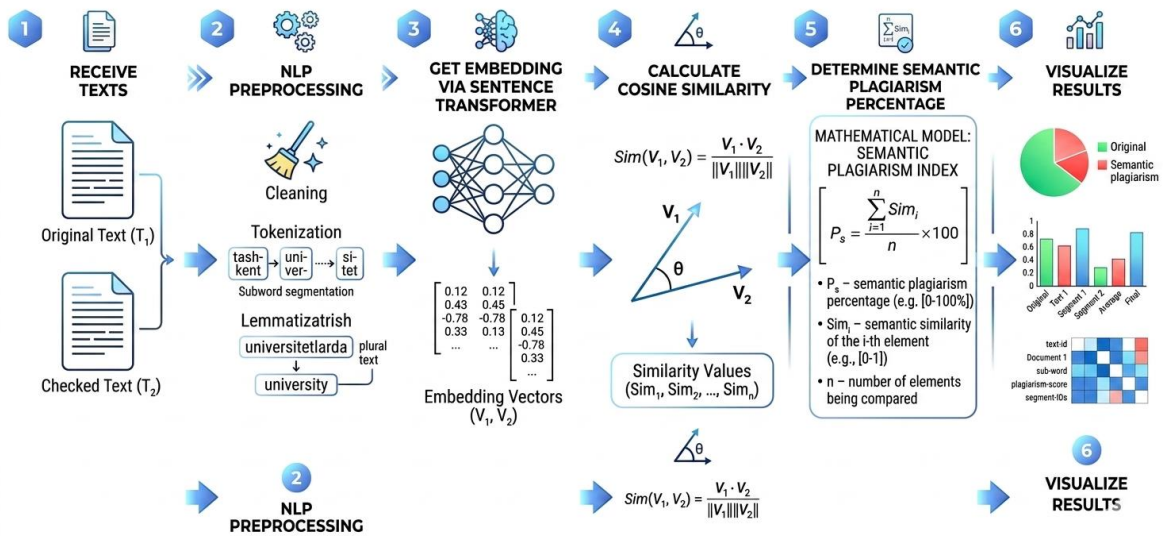 1
RECEIVE
TEXTS
Original Text (T₁)
Checked Text (T₂)
2
NLP
PREPROCESSING
Cleaning
Tokenization
tash-
kent
uni-
ver-
si-
tet
Subword segmentation
Lemmatizatrish
universitetlarda
plural
text
university
3
GET EMBEDDING
VIA SENTENCE
TRANSFORMER
0.12 0.12
0.43 0.45
-0.78 -0.78
0.33 0.13
... ...
0.12
0.45
-0.78
0.33
...
Embedding Vectors
(V₁, V₂)
4
θ
CALCULATE
COSINE SIMILARITY
Sim(V₁, V₂) = V₁ · V₂ / ||V₁||||V₂||
V₁
θ
V₂
Similarity Values
(Sim₁, Sim₂, ..., Simₙ)
5
n
Σ Simᵢ
i=1
DETERMINE SEMANTIC
PLAGIARISM
PERCENTAGE
MATHEMATICAL MODEL:
SEMANTIC
PLAGIARISM INDEX
Pₛ = ∑ⁿᵢ₌₁ Simᵢ / n ×100
• Pₛ – semantic plagiarism
percentage (e.g. [0-100%])
• Simᵢ – semantic similarity
of the i-th element
(e.g., [0-1])
• n – number of elements
being compared
6
VISUALIZE
RESULTS
Original
Semantic
plagiarism
1
0.8
0.6
0.4
0.2
0
Original
Tort 1
Segment 1
Segment 2
Average
Final
text-id
Document 1
sub-word
plagiarism-score
segment-IDs
2
NLP
PREPROCESSING
θ
Sim(V₁, V₂) = V₁ · V₂ / ||V₁||||V₂||
6
VISUALIZE
RESULTS